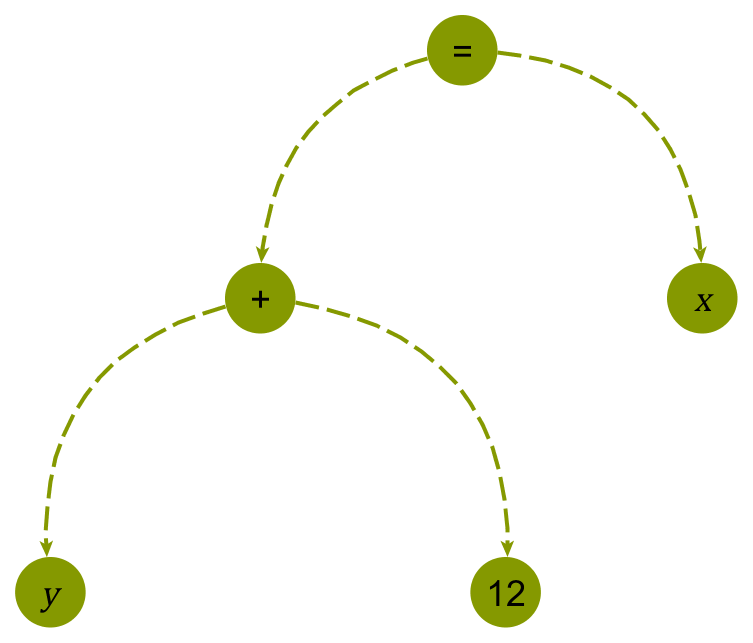 =
+
x
y
12